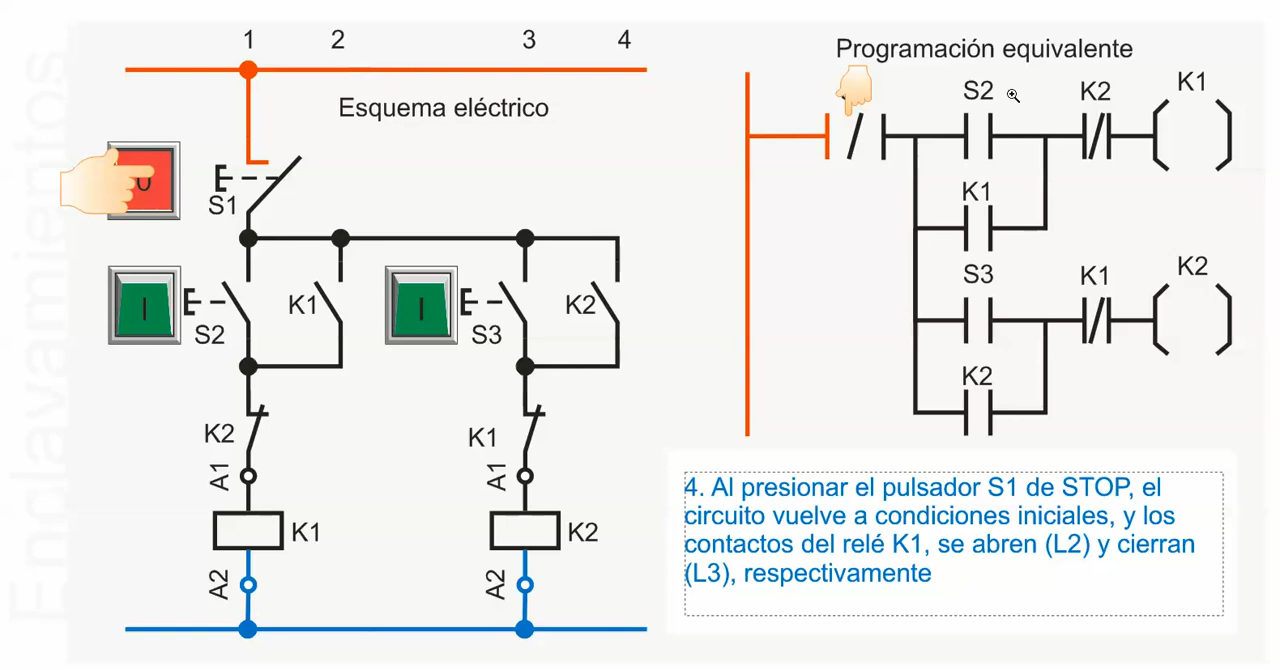 Enclavamientos
1 2 3 4
Esquema eléctrico
S1
S2
K1
S3
K2
K2
K1
A1
A1
K1
K2
A2
A2
Programación equivalente
S2
K2
K1
K1
S3
K1
K2
K2
4. Al presionar el pulsador S1 de STOP, el
circuito vuelve a condiciones iniciales, y los
contactos del relé K1, se abren (L2) y cierran
(L3), respectivamente